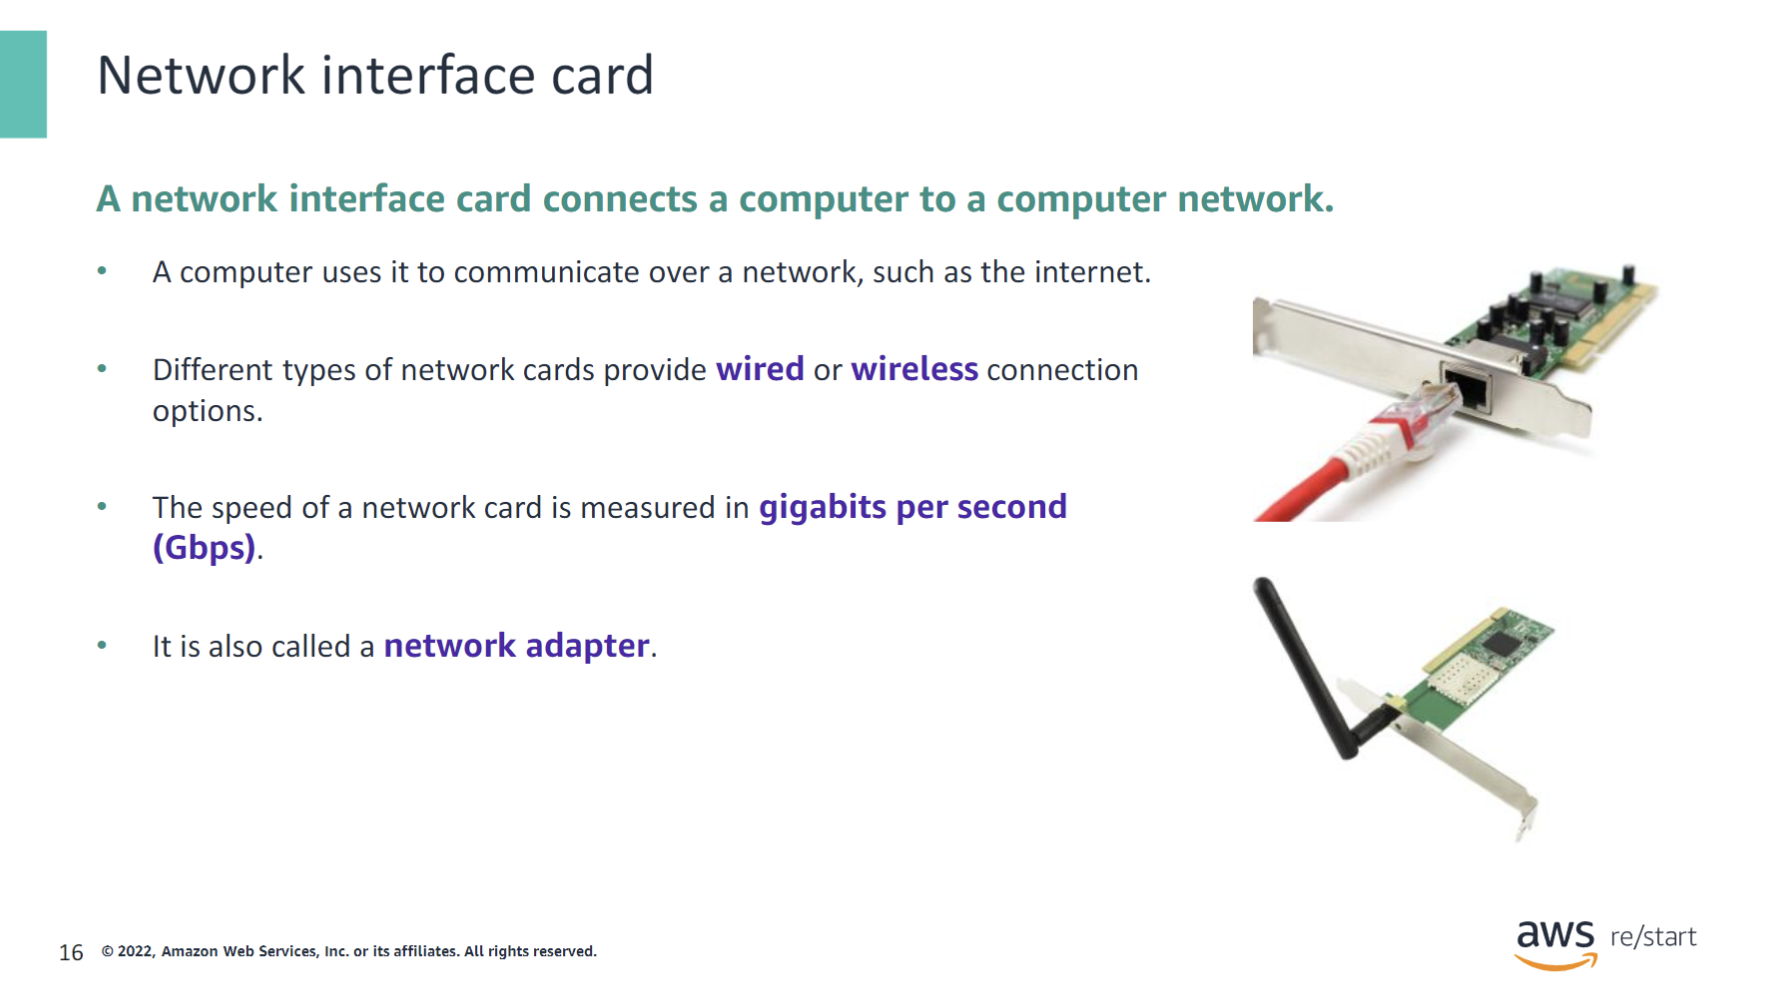 Network interface card
A network interface card connects a computer to a computer network.
• A computer uses it to communicate over a network, such as the internet.
• Different types of network cards provide wired or wireless connection
options.
• The speed of a network card is measured in gigabits per second
(Gbps).
• It is also called a network adapter.
16 © 2022, Amazon Web Services, Inc. or its affiliates. All rights reserved.
aws re/start